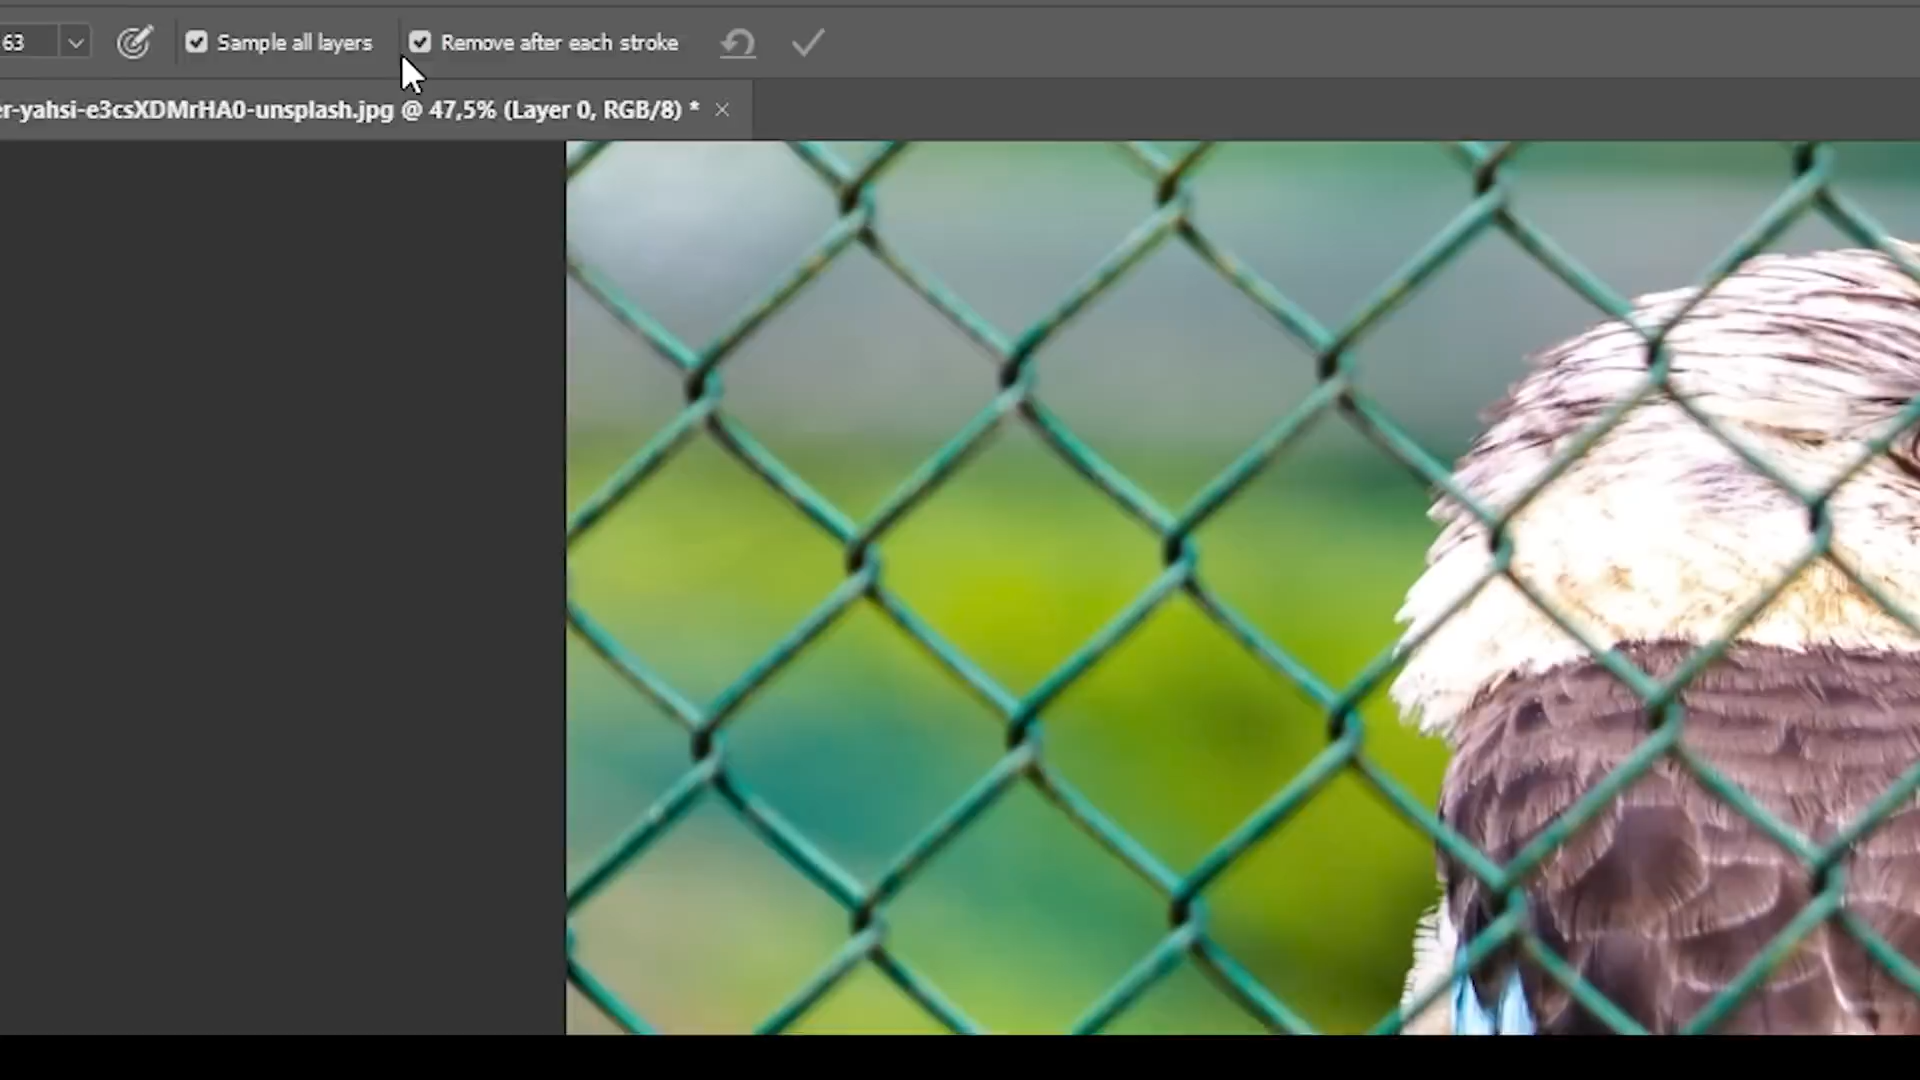 63 Sample all layers Remove after each stroke
er-yahsi-e3csXDMrHA0-unsplash.jpg @ 47,5% (Layer 0, RGB/8) *